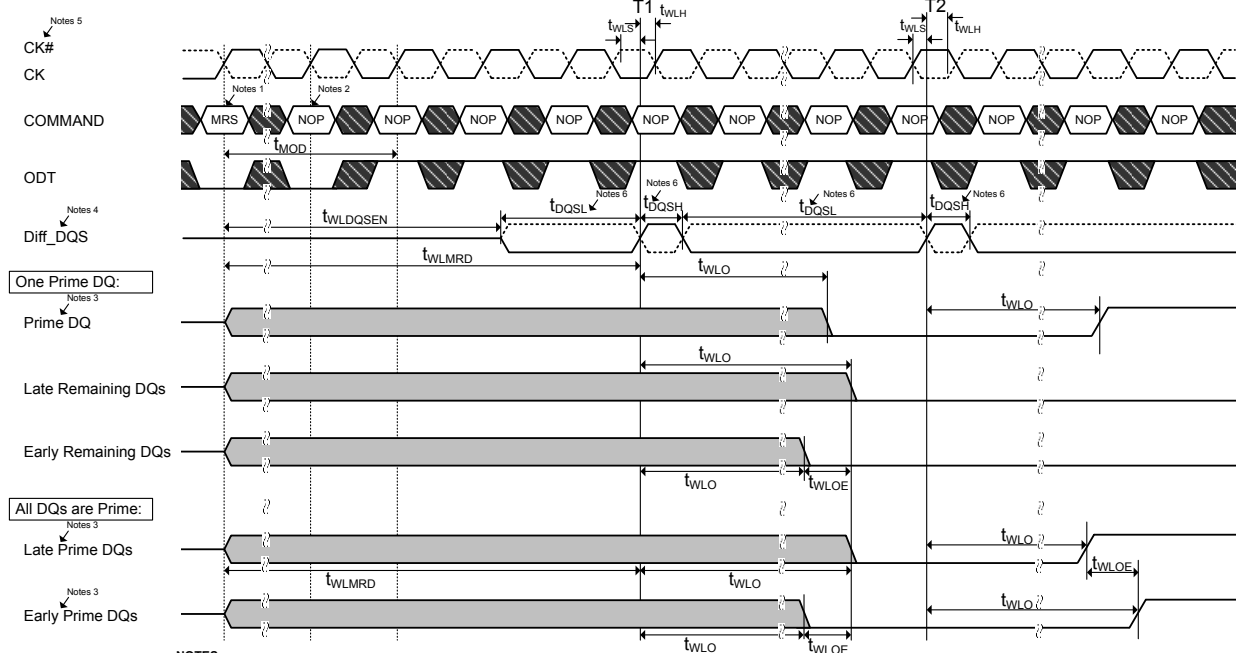 T1 T2
tWLS tWLH tWLS tWLH
Notes 5
CK#
CK
Notes 1 Notes 2
COMMAND MRS NOP NOP NOP NOP NOP NOP NOP NOP NOP NOP NOP
tMOD
ODT
Notes 6 Notes 6 Notes 6 Notes 6
tDQSL tDQSH tDQSL tDQSH
Notes 4
Diff_DQS
tWLDQSEN
tWLMRD
One Prime DQ:
tWLO
Notes 3
Prime DQ
tWLO
tWLO
Late Remaining DQs
Early Remaining DQs
tWLO tWLOE
All DQs are Prime:
Notes 3
Late Prime DQs
tWLO
tWLOE
tWLMRD tWLO
Notes 3
Early Prime DQs
tWLO
tWLO tWLOE
NOTES